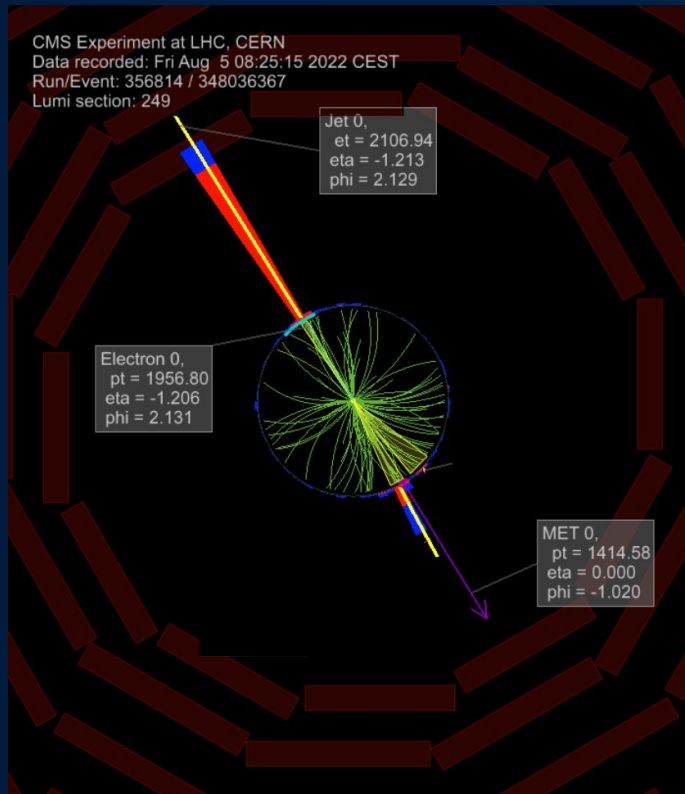 CMS Experiment at LHC, CERN
Data recorded: Fri Aug  5 08:25:15 2022 CEST
Run/Event: 356814 / 348036367
Lumi section: 249
Jet 0,
et = 2106.94
eta = -1.213
phi = 2.129
Electron 0,
pt = 1956.80
eta = -1.206
phi = 2.131
MET 0,
pt = 1414.58
eta = 0.000
phi = -1.020